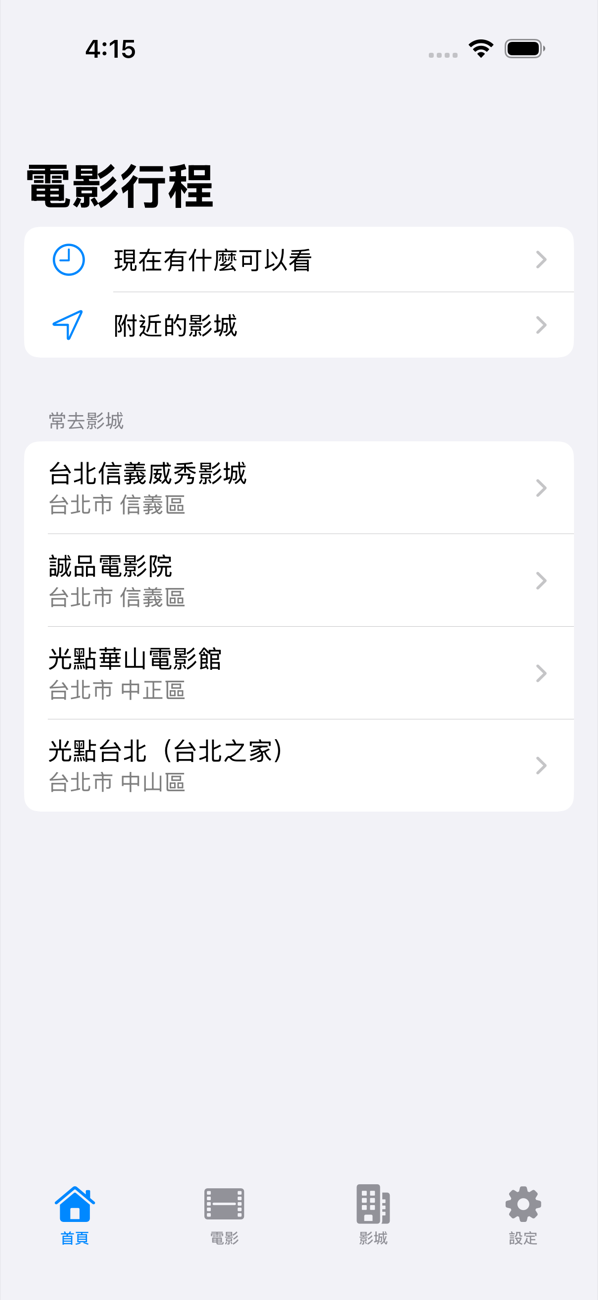 4:15
電影行程
現在有什麼可以看
附近的影城
常去影城
台北信義威秀影城
台北市 信義區
誠品電影院
台北市 信義區
光點華山電影館
台北市 中正區
光點台北（台北之家）
台北市 中山區
首頁
電影
影城
設定